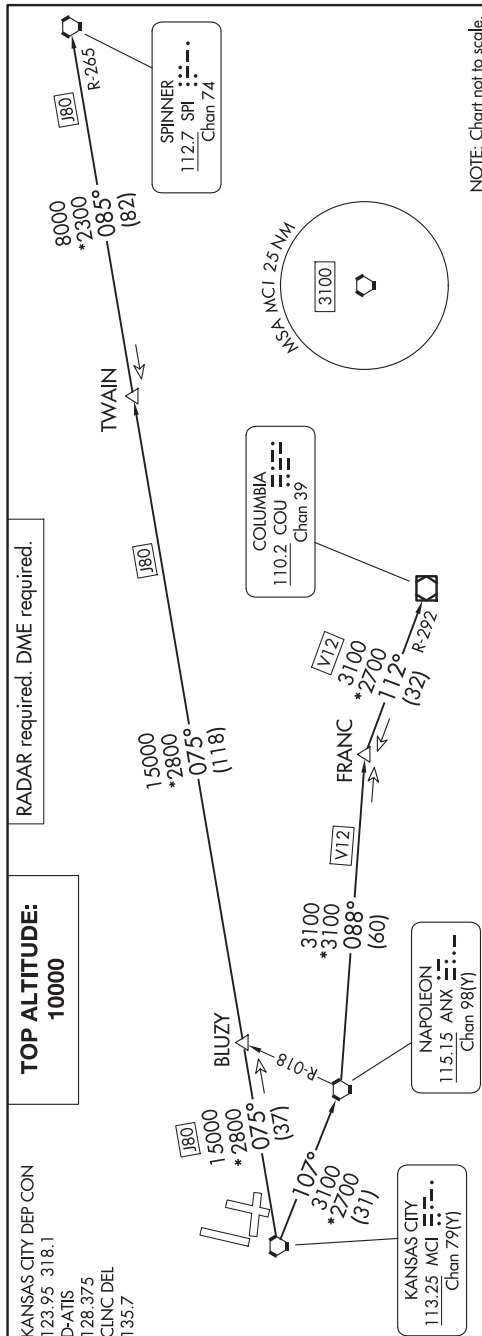 KANSAS CITY DEP CON
123.95 318.1
D-ATIS
128.375
CLNC DEL
135.7
TOP ALTITUDE:
10000
RADAR required. DME required.
KANSAS CITY
113.25 MCI
Chan 79(Y)
J80
15000
*2800
075°
(37)
BLUZY
R-018
107°
3100
*2700
(31)
NAPOLEON
115.15 ANX
Chan 98(Y)
15000
*2800
075°
(118)
J80
TWAIN
8000
*2300
085°
(82)
J80
R-265
SPINNER
112.7 SPI
Chan 74
3100
*3100
088°
(60)
V12
FRANC
V12
3100
*2700
112°
(32)
R-292
COLUMBIA
110.2 COU
Chan 39
MSA MCI 25 NM
3100
NOTE: Chart not to scale.